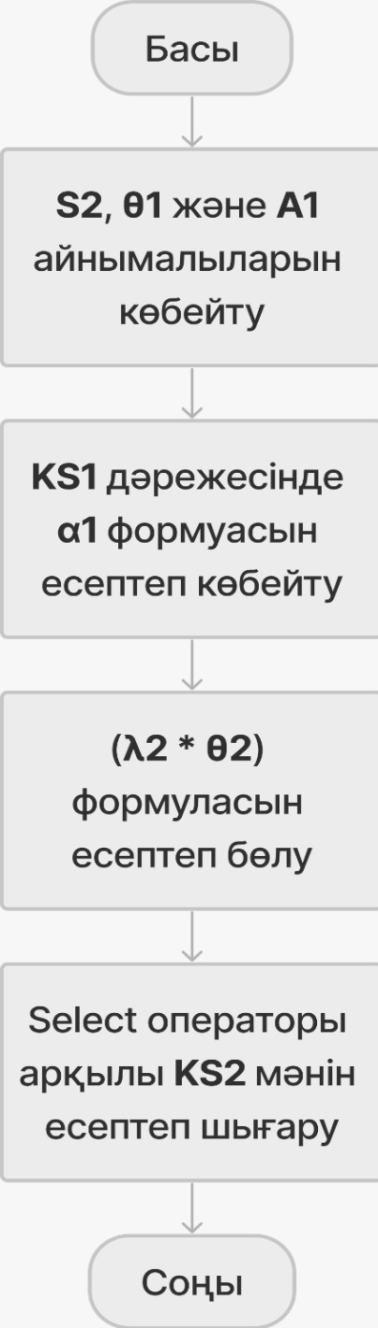 Басы
S2, θ1 және A1
айнымалыларын
көбейту
KS1 дәрежесінде
α1 формуасын
есептеп көбейту
(λ2 * θ2)
формуласын
есептеп бөлу
Select операторы
арқылы KS2 мәнін
есептеп шығару
Соңы